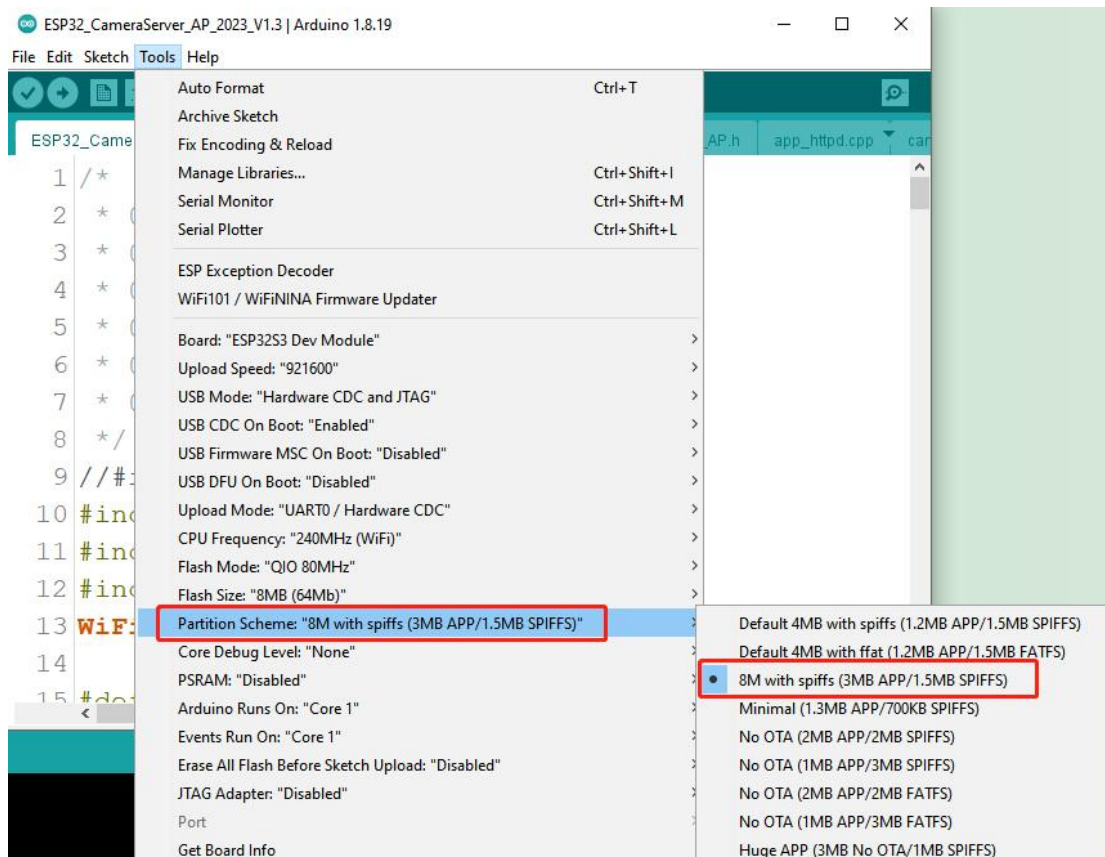 ESP32_CameraServer_AP_2023_V1.3 | Arduino 1.8.19
File Edit Sketch Tools Help
Auto Format Ctrl+T
Archive Sketch
ESP32_Came Fix Encoding & Reload _AP.h app_httpd.cpp car
1 /* Manage Libraries... Ctrl+Shift+I
2 * Serial Monitor Ctrl+Shift+M
3 * Serial Plotter Ctrl+Shift+L
4 * ESP Exception Decoder
WiFi101 / WiFiNINA Firmware Updater
5 * Board: "ESP32S3 Dev Module"
6 * Upload Speed: "921600"
7 * USB Mode: "Hardware CDC and JTAG"
8 */ USB CDC On Boot: "Enabled"
USB Firmware MSC On Boot: "Disabled"
9 //#i USB DFU On Boot: "Disabled"
10 #inc Upload Mode: "UART0 / Hardware CDC"
CPU Frequency: "240MHz (WiFi)"
11 #inc Flash Mode: "QIO 80MHz"
12 #inc Flash Size: "8MB (64Mb)"
13 WiFi Partition Scheme: "8M with spiffs (3MB APP/1.5MB SPIFFS)" Default 4MB with spiffs (1.2MB APP/1.5MB SPIFFS)
14 Core Debug Level: "None" Default 4MB with ffat (1.2MB APP/1.5MB FATFS)
15 #def PSRAM: "Disabled" 8M with spiffs (3MB APP/1.5MB SPIFFS)
Arduino Runs On: "Core 1" Minimal (1.3MB APP/700KB SPIFFS)
Events Run On: "Core 1" No OTA (2MB APP/2MB SPIFFS)
Erase All Flash Before Sketch Upload: "Disabled" No OTA (1MB APP/3MB SPIFFS)
JTAG Adapter: "Disabled" No OTA (2MB APP/2MB FATFS)
Port No OTA (1MB APP/3MB FATFS)
Get Board Info Huge APP (3MB No OTA/1MB SPIFFS)